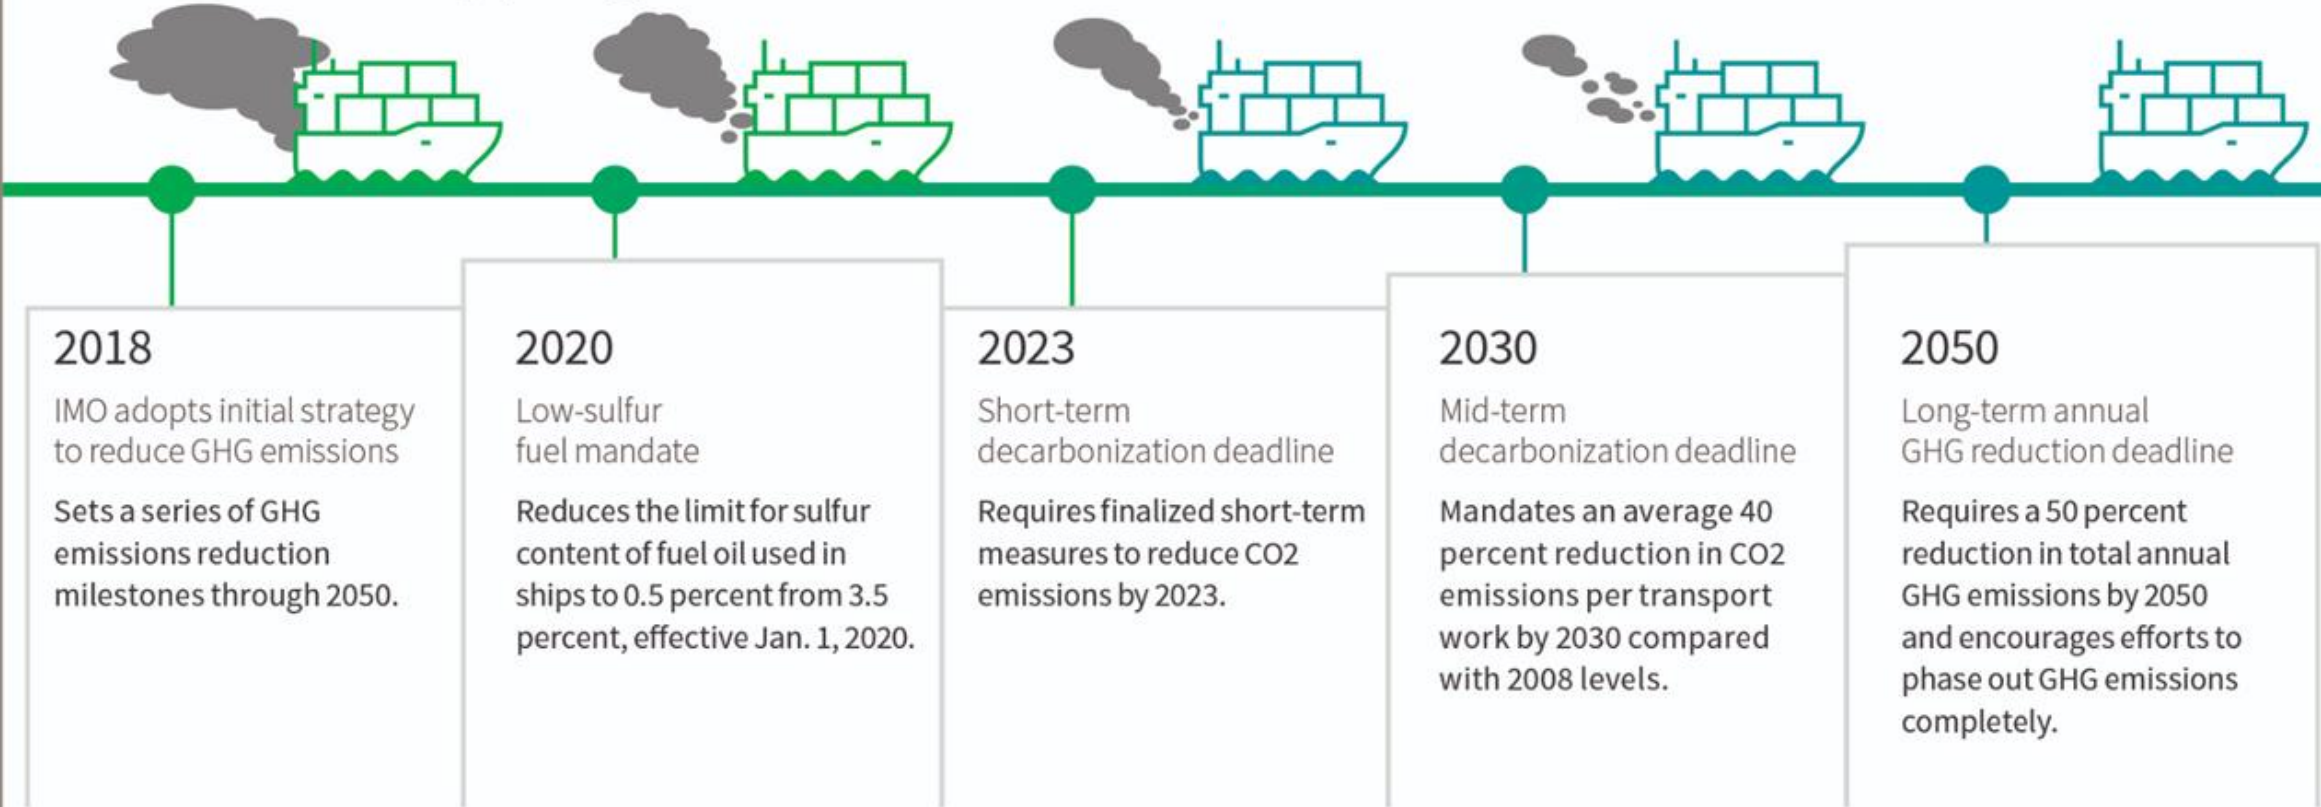 2018
IMO adopts initial strategy
to reduce GHG emissions
Sets a series of GHG
emissions reduction
milestones through 2050.
2020
Low-sulfur
fuel mandate
Reduces the limit for sulfur
content of fuel oil used in
ships to 0.5 percent from 3.5
percent, effective Jan. 1, 2020.
2023
Short-term
decarbonization deadline
Requires finalized short-term
measures to reduce CO2
emissions by 2023.
2030
Mid-term
decarbonization deadline
Mandates an average 40
percent reduction in CO2
emissions per transport
work by 2030 compared
with 2008 levels.
2050
Long-term annual
GHG reduction deadline
Requires a 50 percent
reduction in total annual
GHG emissions by 2050
and encourages efforts to
phase out GHG emissions
completely.